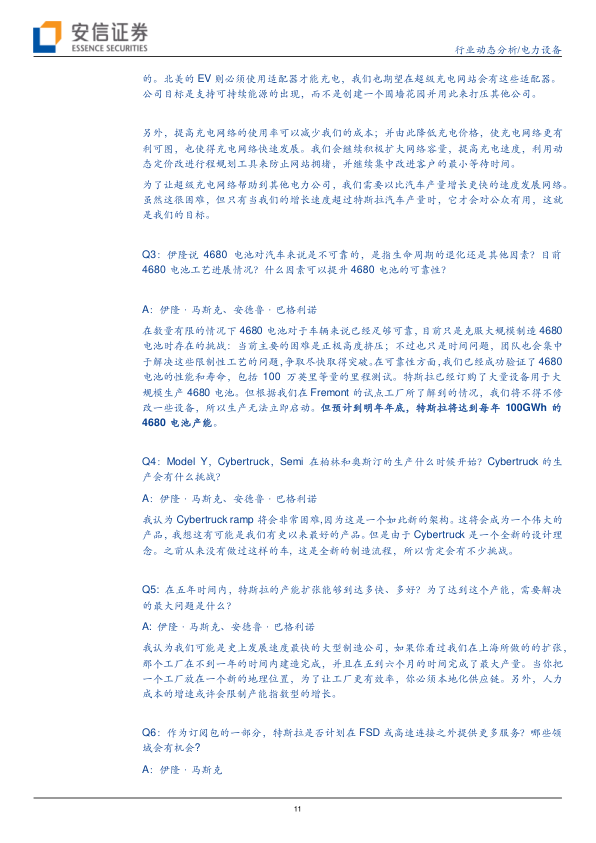 安信证券
ESSENCE SECURITIES
行业动态分析/电力设备
的。北美的 EV 则必须使用适配器才能充电，我们也期望在超级充电网站会有这些适配器。
公司目标是支持可持续能源的出现，而不是创建一个围墙花园并用此来打压其他公司。
另外，提高充电网络的使用率可以减少我们的成本；并由此降低充电价格，使充电网络更有
利可图，也使得充电网络快速发展。我们会继续积极扩大网络容量，提高充电速度，利用动
态定价改进行程规划工具来防止网站拥堵，并继续集中改进客户的最小等待时间。
为了让超级充电网络帮助到其他电力公司，我们需要以比汽车产量增长更快的速度发展网络。
虽然这很困难，但只有当我们的增长速度超过特斯拉汽车产量时，它才会对公众有用，这就
是我们的目标。
Q3：伊隆说 4680 电池对汽车来说是不可靠的，是指生命周期的退化还是其他因素？目前
4680 电池工艺进展情况？什么因素可以提升 4680 电池的可靠性？
A：伊隆·马斯克、安德鲁·巴格利诺
在数量有限的情况下 4680 电池对于车辆来说已经足够可靠，目前只是克服大规模制造 4680
电池时存在的挑战：当前主要的困难是正极高度挤压；不过也只是时间问题，团队也会集中
于解决这些限制性工艺的问题，争取尽快取得突破。在可靠性方面，我们已经成功验证了 4680
电池的性能和寿命，包括 100 万英里等量的里程测试。特斯拉已经订购了大量设备用于大
规模生产 4680 电池。但根据我们在 Fremont 的试点工厂所了解到的情况，我们将不得不修
改一些设备，所以生产无法立即启动。但预计到明年年底，特斯拉将达到每年 100GWh 的
4680 电池产能。
Q4：Model Y，Cybertruck，Semi 在柏林和奥斯汀的生产什么时候开始？Cybertruck 的生
产会有什么挑战？
A：伊隆·马斯克、安德鲁·巴格利诺
我认为 Cybertruck ramp 将会非常困难，因为这是一个如此新的架构。这将会成为一个伟大的
产品，我想这有可能是我们有史以来最好的产品。但是由于 Cybertruck 是一个全新的设计理
念。之前从来没有做过这样的车，这是全新的制造流程，所以肯定会有不少挑战。
Q5: 在五年时间内，特斯拉的产能扩张能够到达多快、多好？为了达到这个产能，需要解决
的最大问题是什么？
A: 伊隆·马斯克、安德鲁·巴格利诺
我认为我们可能是史上发展速度最快的大型制造公司，如果你看过我们在上海所做的的扩张，
那个工厂在不到一年的时间内建造完成，并且在五到六个月的时间完成了最大产量。当你把
一个工厂放在一个新的地理位置，为了让工厂更有效率，你必须本地化供应链。另外，人力
成本的增速或许会限制产能指数型的增长。
Q6：作为订阅包的一部分，特斯拉是否计划在 FSD 或高速连接之外提供更多服务？哪些领
域会有机会?
A：伊隆·马斯克
11